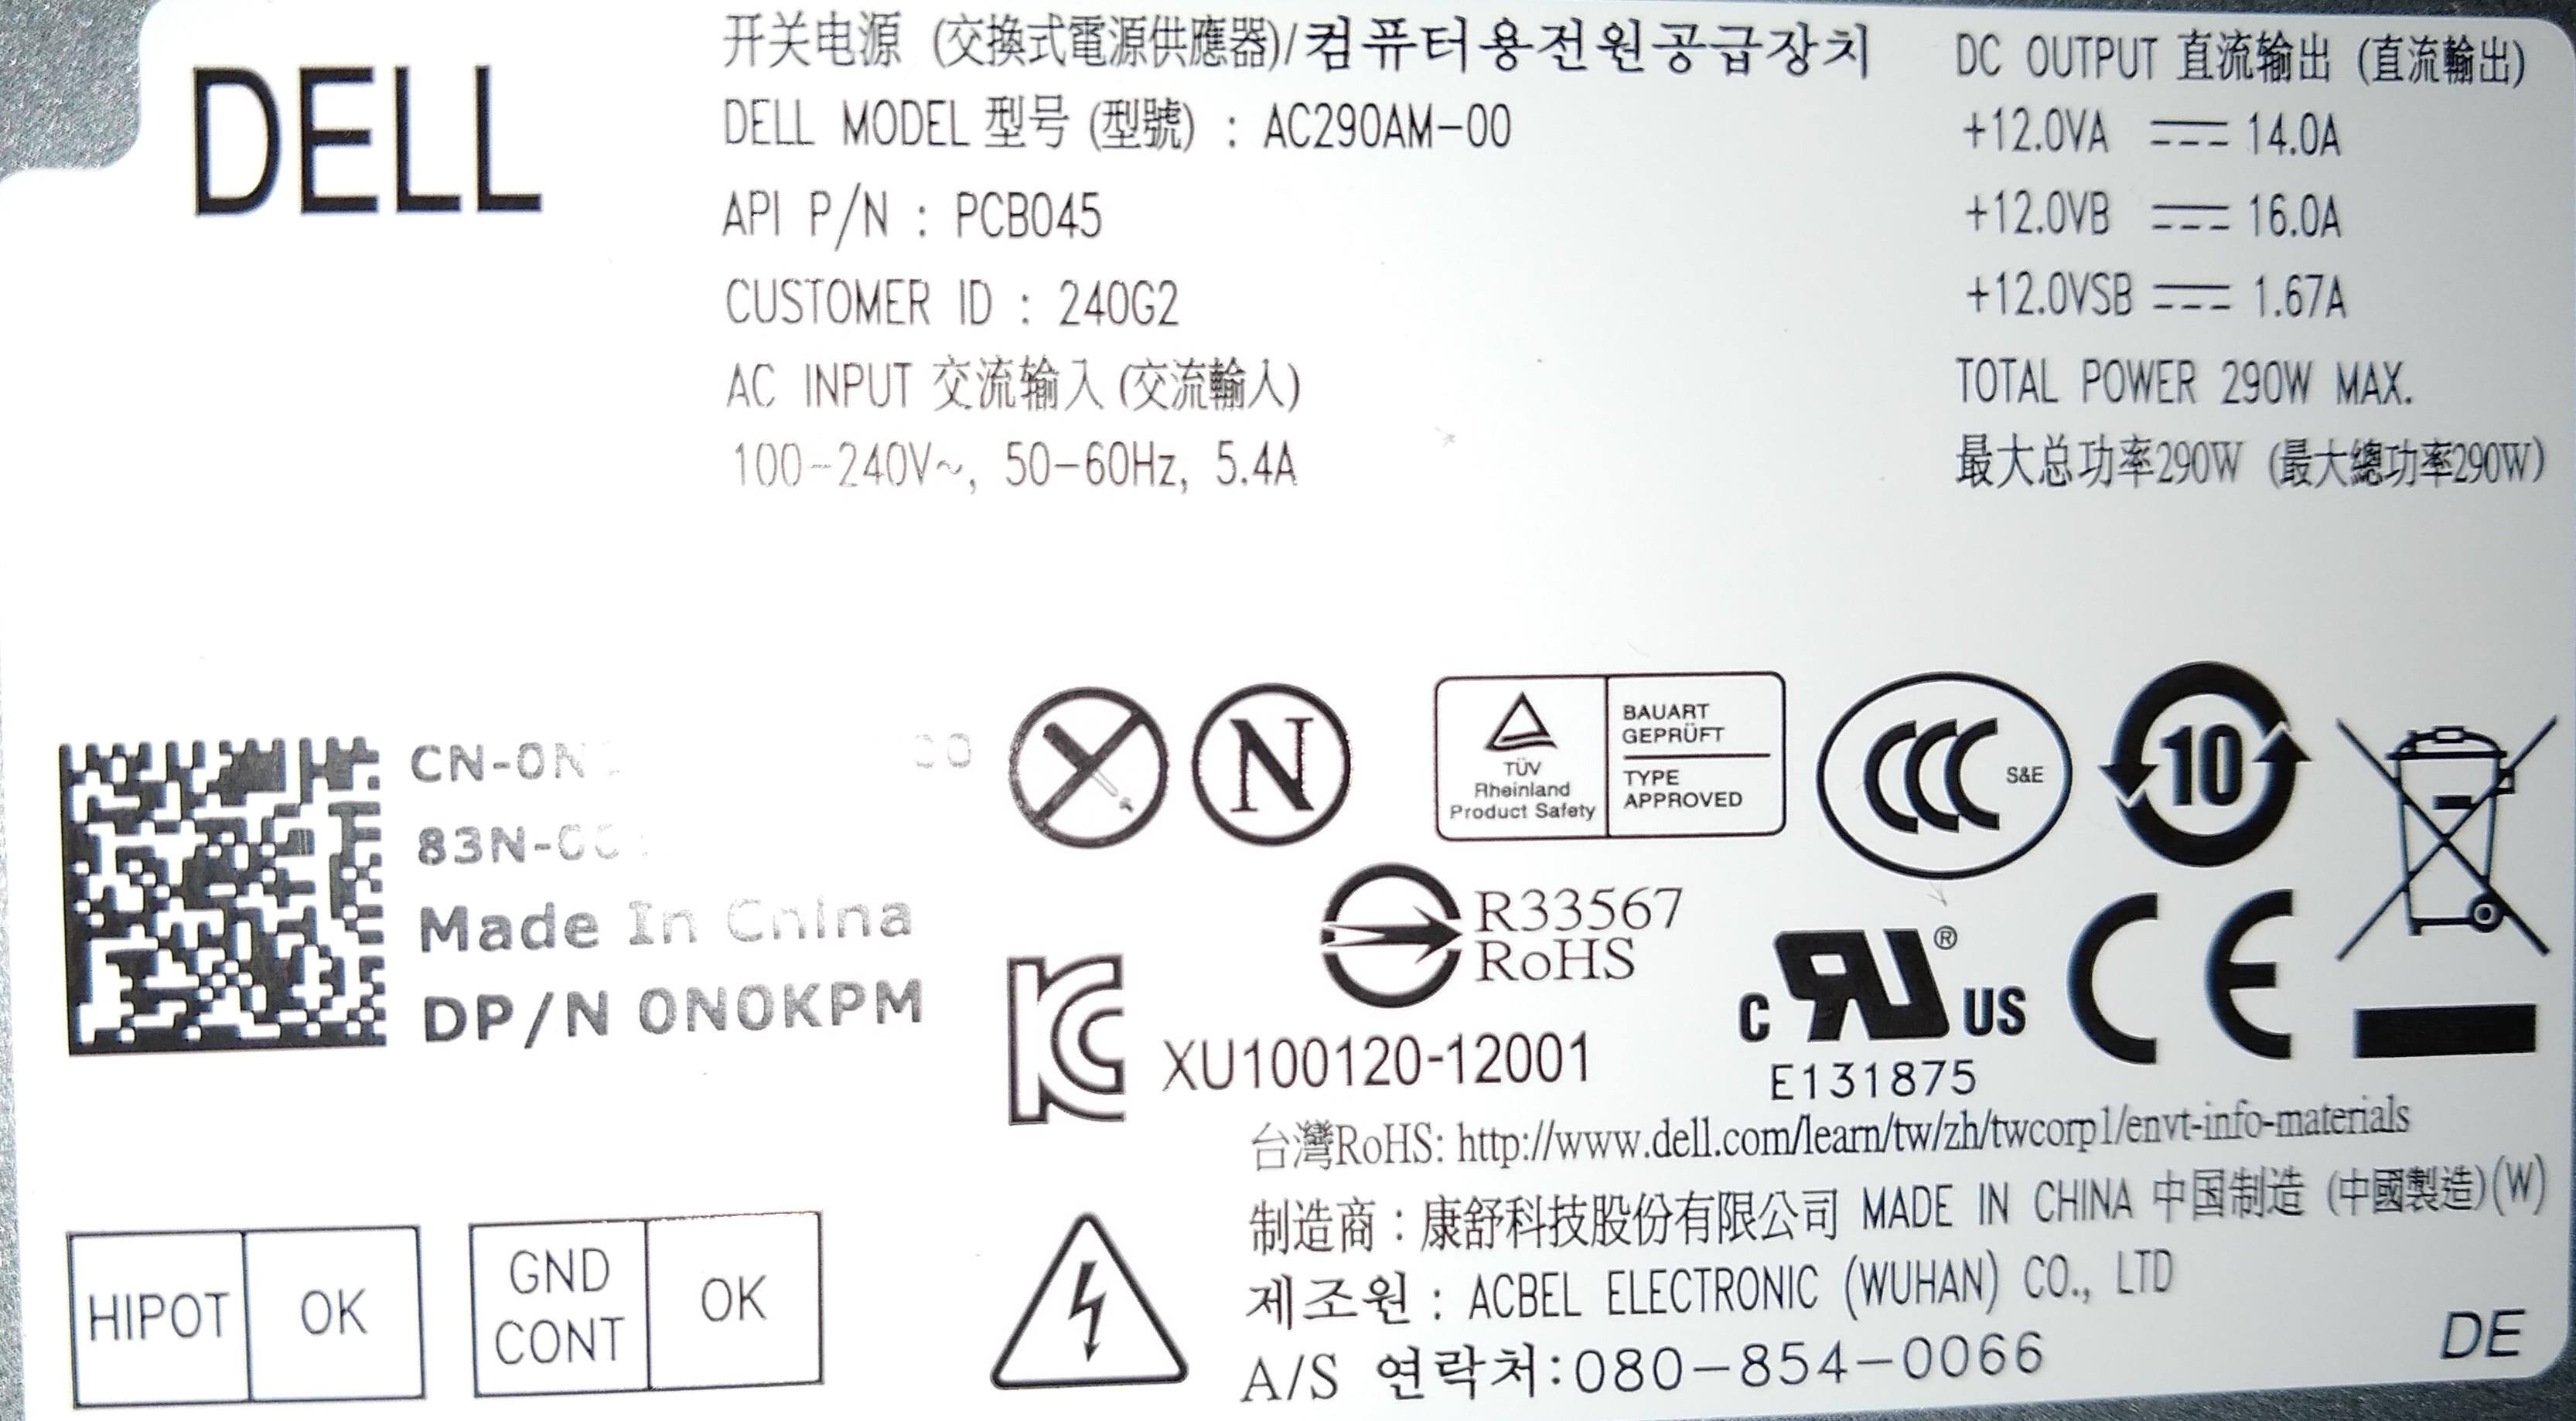 DELL
开关电源 (交換式電源供應器)/컴퓨터용전원공급장치
DELL MODEL 型号 (型號) : AC290AM-00
API P/N : PCB045
CUSTOMER ID : 240G2
AC INPUT 交流输入 (交流輸入)
100-240V~, 50-60Hz, 5.4A
DC OUTPUT 直流输出 (直流輸出)
+12.0VA ⎓ 14.0A
+12.0VB ⎓ 16.0A
+12.0VSB ⎓ 1.67A
TOTAL POWER 290W MAX.
最大总功率290W (最大總功率290W)
CN-0N
83N-
Made In China
DP/N 0N0KPM
N
TÜV
Rheinland
Product Safety
BAUART
GEPRÜFT
TYPE
APPROVED
CCC S&E
10
R33567
RoHS
XU100120-12001
c RU ® US
E131875
CE
台灣RoHS: http://www.dell.com/learn/tw/zh/twcorp1/envt-info-materials
制造商 : 康舒科技股份有限公司 MADE IN CHINA 中国制造 (中國製造)(W)
제조원 : ACBEL ELECTRONIC (WUHAN) CO., LTD
A/S 연락처:080-854-0066
HIPOT OK
GND CONT OK
DE